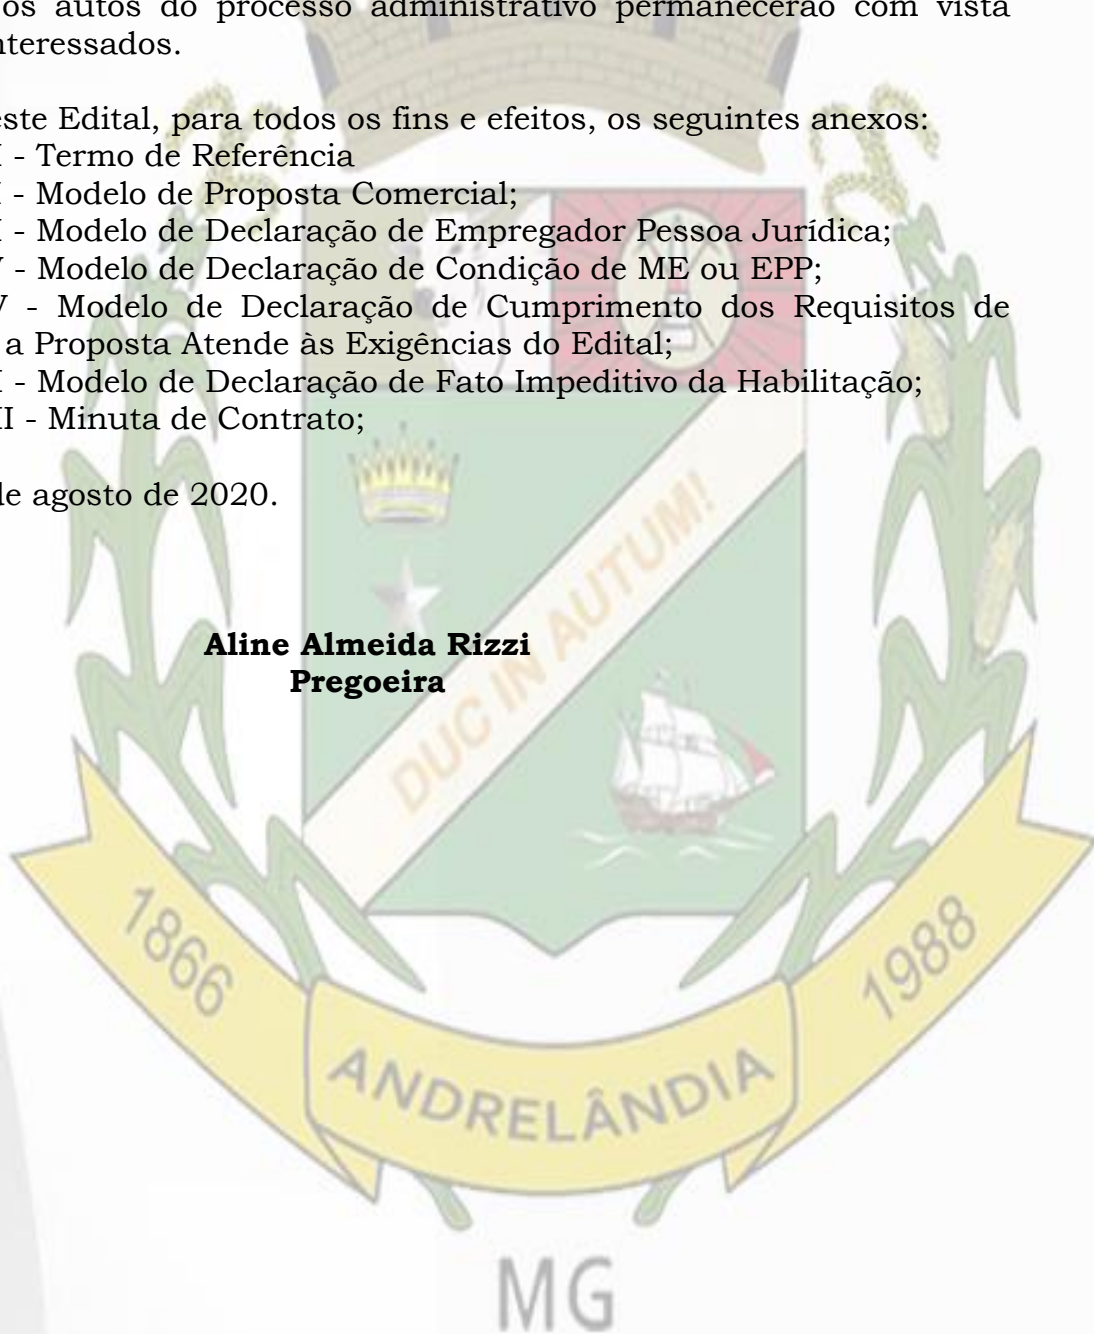 os autos do processo administrativo permanecerão com vista
nteressados.
este Edital, para todos os fins e efeitos, os seguintes anexos:
I - Termo de Referência
I - Modelo de Proposta Comercial;
I - Modelo de Declaração de Empregador Pessoa Jurídica;
V - Modelo de Declaração de Condição de ME ou EPP;
V - Modelo de Declaração de Cumprimento dos Requisitos de
a Proposta Atende às Exigências do Edital;
I - Modelo de Declaração de Fato Impeditivo da Habilitação;
II - Minuta de Contrato;
de agosto de 2020.
Aline Almeida Rizzi
Pregoeira
DUC IN AUTUM!
1866
ANDRELÂNDIA
1988
MG